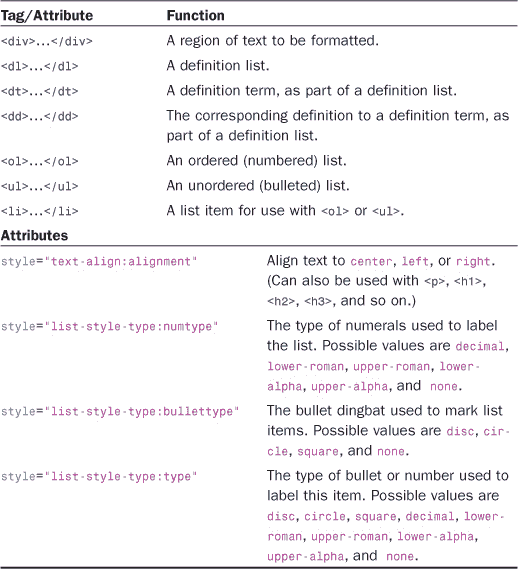 Tag/Attribute Function
<div>...</div> A region of text to be formatted.
<dl>...</dl> A definition list.
<dt>...</dt> A definition term, as part of a definition list.
<dd>...</dd> The corresponding definition to a definition term, as
part of a definition list.
<ol>...</ol> An ordered (numbered) list.
<ul>...</ul> An unordered (bulleted) list.
<li>...</li> A list item for use with <ol> or <ul>.
Attributes
style="text-align:alignment" Align text to center, left, or right.
(Can also be used with <p>, <h1>,
<h2>, <h3>, and so on.)
style="list-style-type:numtype" The type of numerals used to label
the list. Possible values are decimal,
lower-roman, upper-roman, lower-
alpha, upper-alpha, and none.
style="list-style-type:bullettype" The bullet dingbat used to mark list
items. Possible values are disc, cir-
cle, square, and none.
style="list-style-type:type" The type of bullet or number used to
label this item. Possible values are
disc, circle, square, decimal, lower-
roman, upper-roman, lower-alpha,
upper-alpha, and none.